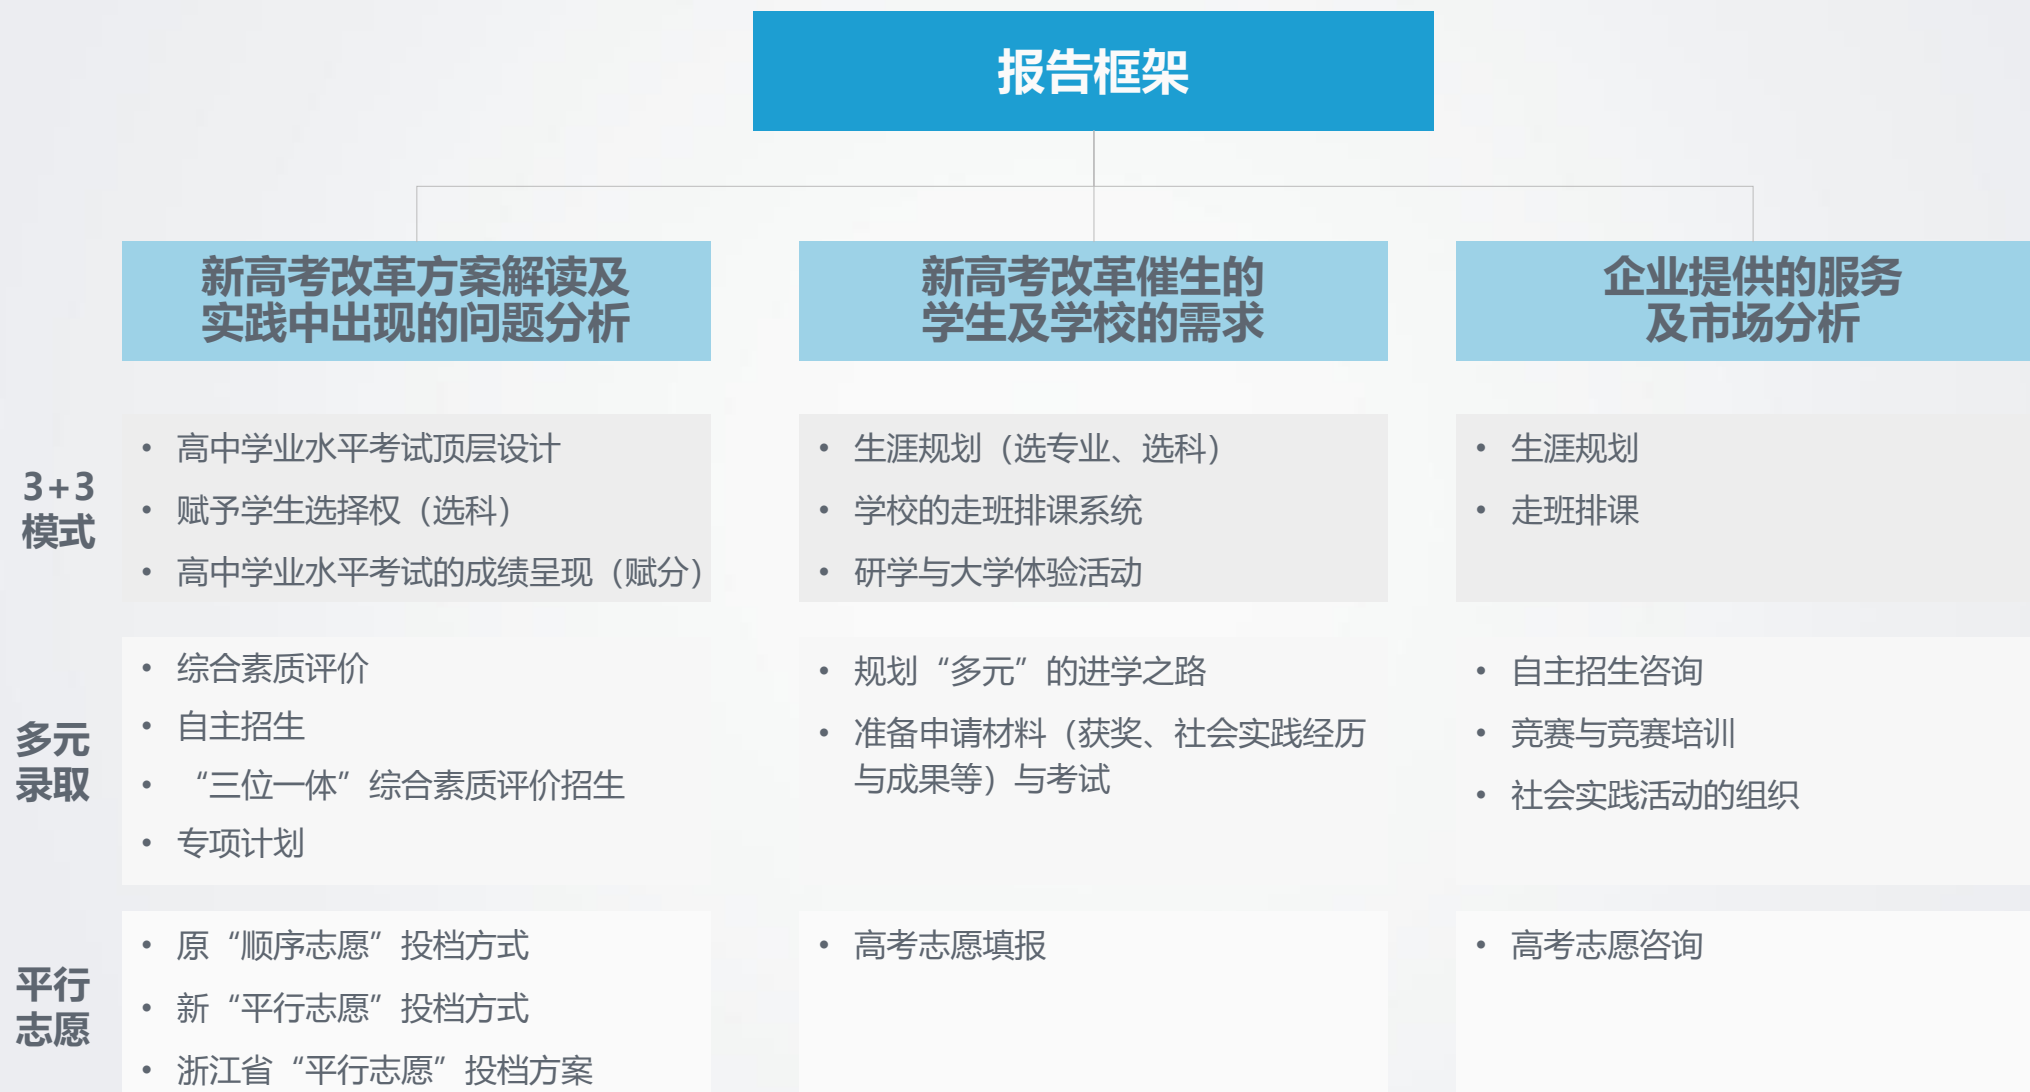 报告框架
新高考改革方案解读及
实践中出现的问题分析
新高考改革催生的
学生及学校的需求
企业提供的服务
及市场分析
3+3
模式
• 高中学业水平考试顶层设计
• 赋予学生选择权（选科）
• 高中学业水平考试的成绩呈现（赋分）
• 生涯规划（选专业、选科）
• 学校的走班排课系统
• 研学与大学体验活动
• 生涯规划
• 走班排课
多元
录取
• 综合素质评价
• 自主招生
• “三位一体”综合素质评价招生
• 专项计划
• 规划“多元”的进学之路
• 准备申请材料（获奖、社会实践经历
与成果等）与考试
• 自主招生咨询
• 竞赛与竞赛培训
• 社会实践活动的组织
平行
志愿
• 原“顺序志愿”投档方式
• 新“平行志愿”投档方式
• 浙江省“平行志愿”投档方案
• 高考志愿填报
• 高考志愿咨询